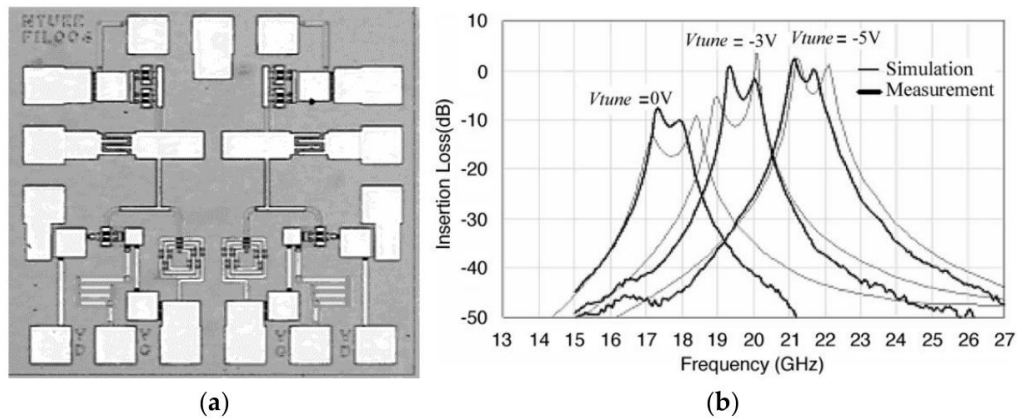 NTUEE
FIL004
V
D
V
G
V
G
V
D
(a)
10
0
-10
-20
-30
-40
-50
Insertion Loss(dB)
Vtune = -3V
Vtune = -5V
Vtune =0V
Simulation
Measurement
13 14 15 16 17 18 19 20 21 22 23 24 25 26 27
Frequency (GHz)
(b)